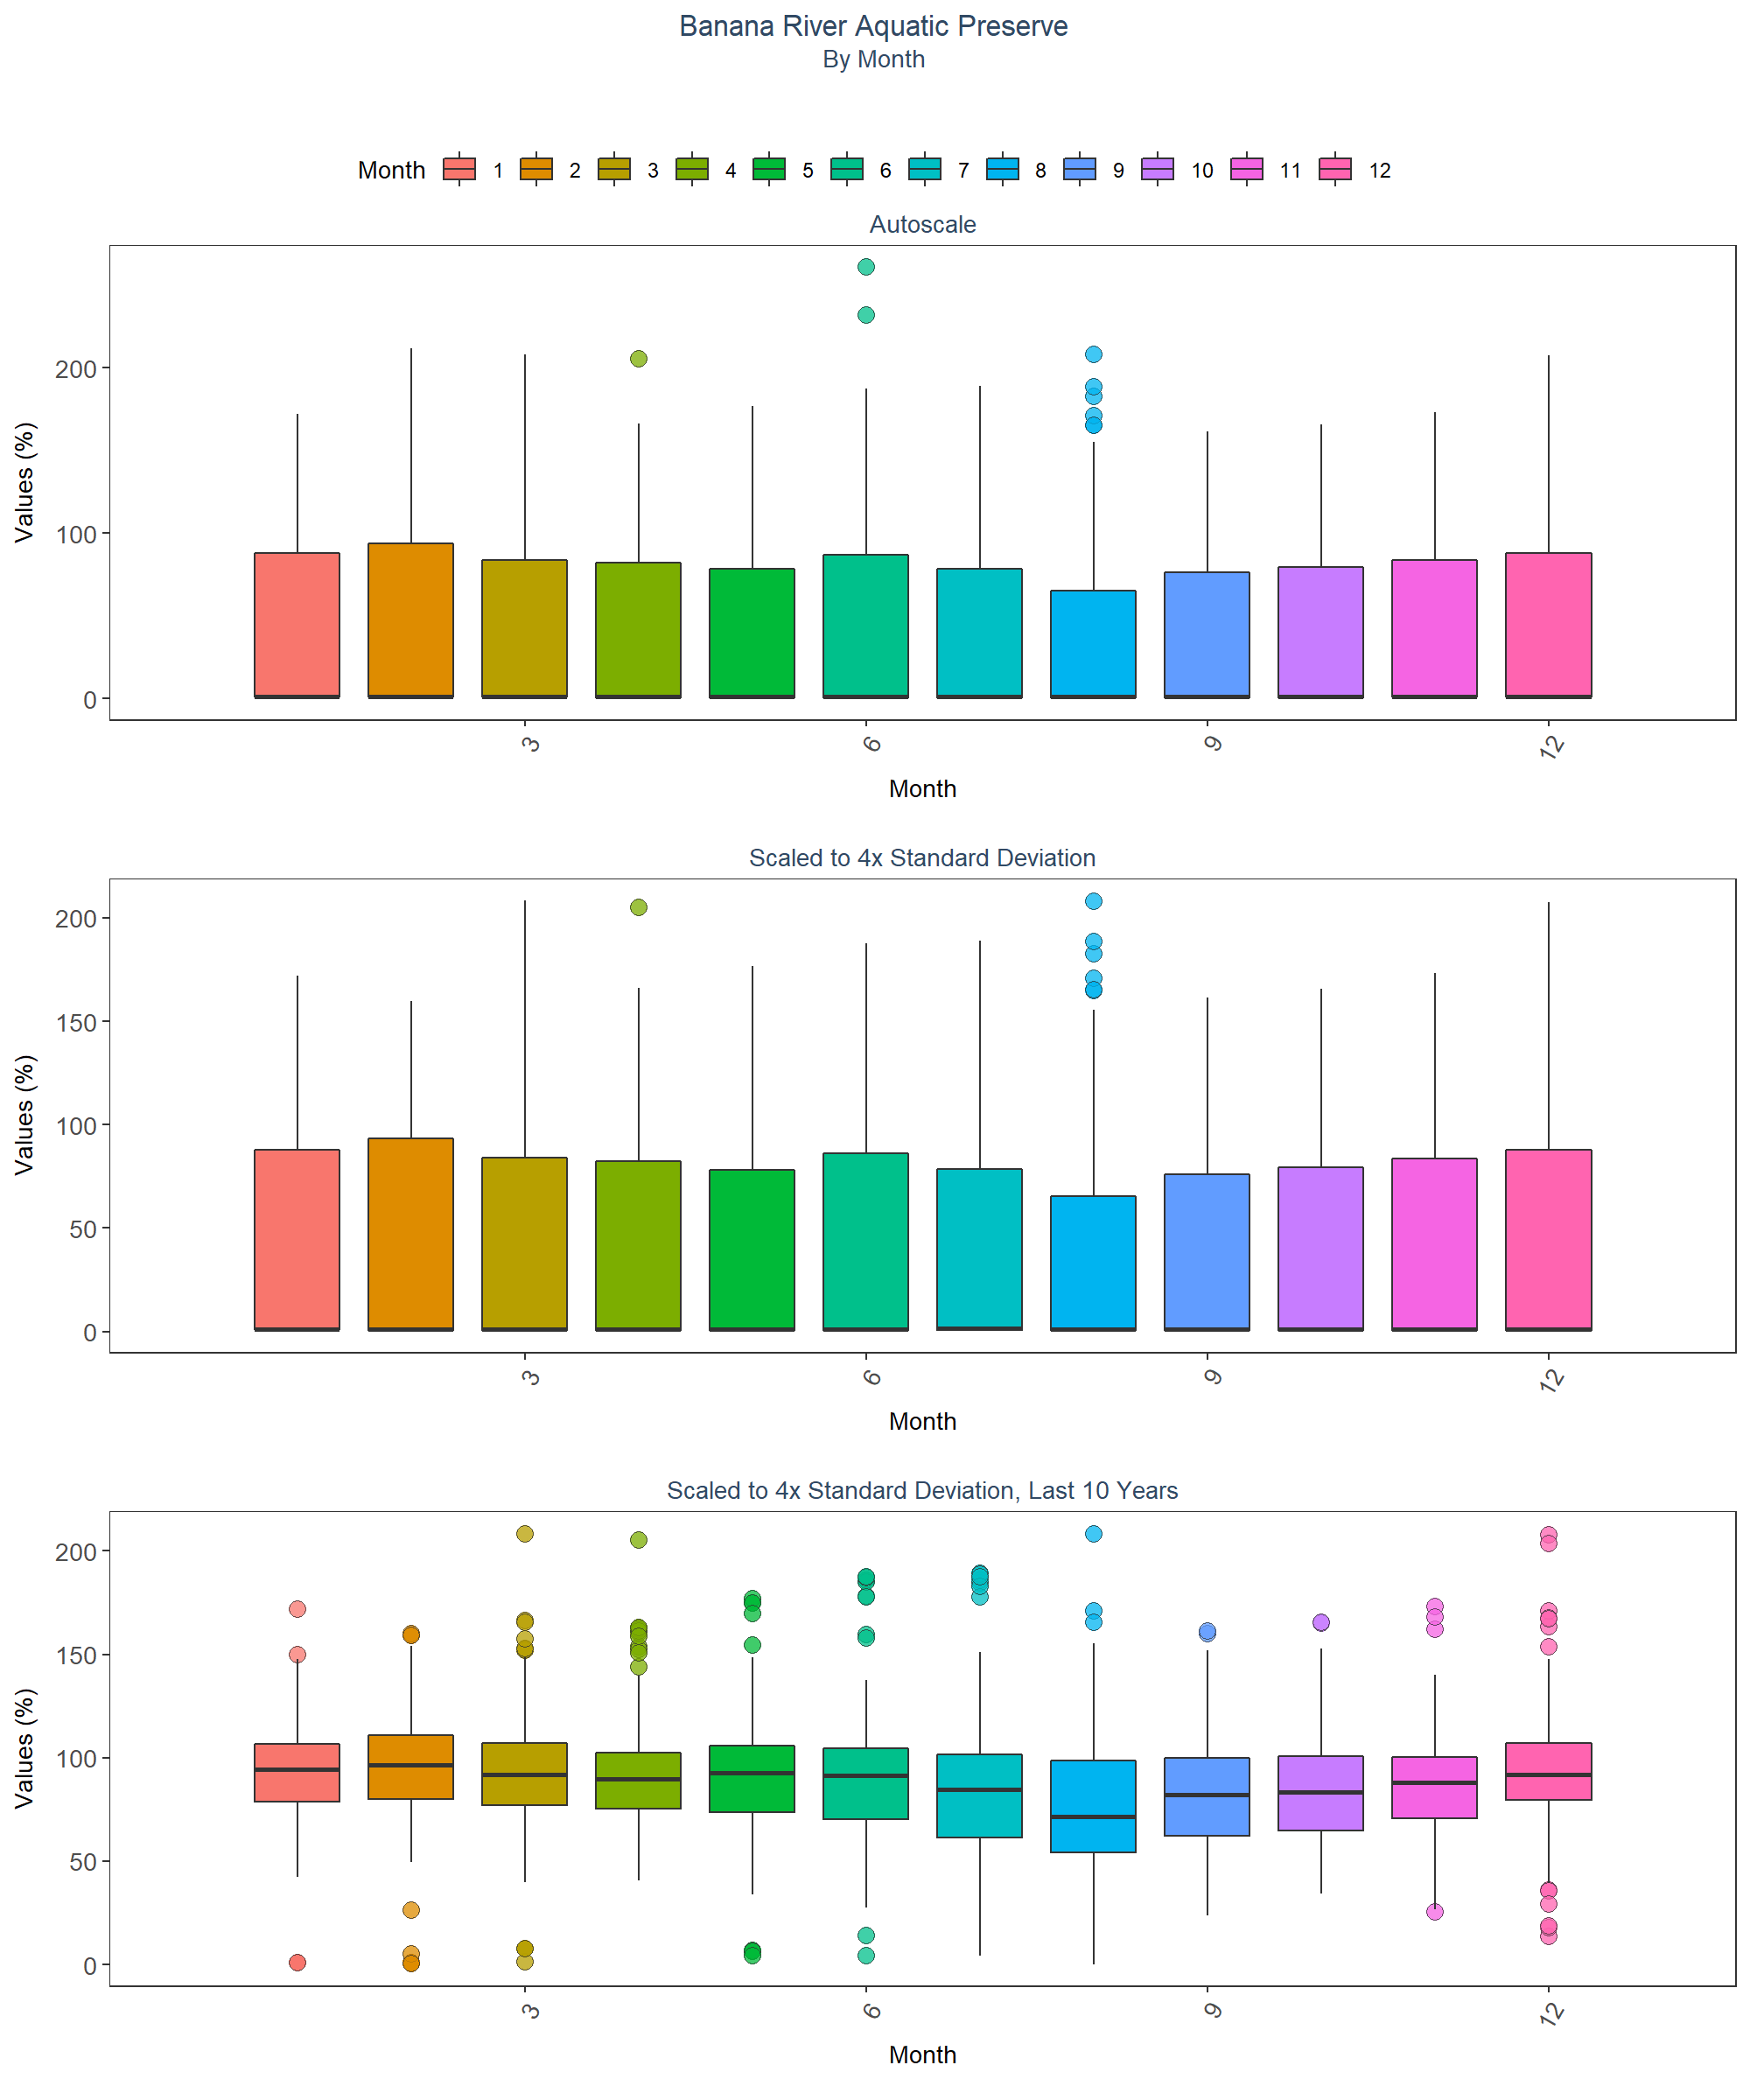 Banana River Aquatic Preserve
By Month
Month 1 2 3 4 5 6 7 8 9 10 11 12
Autoscale
Values (%)
200
100
0
3 6 9 12
Month
Scaled to 4x Standard Deviation
Values (%)
200
150
100
50
0
3 6 9 12
Month
Scaled to 4x Standard Deviation, Last 10 Years
Values (%)
200
150
100
50
0
3 6 9 12
Month